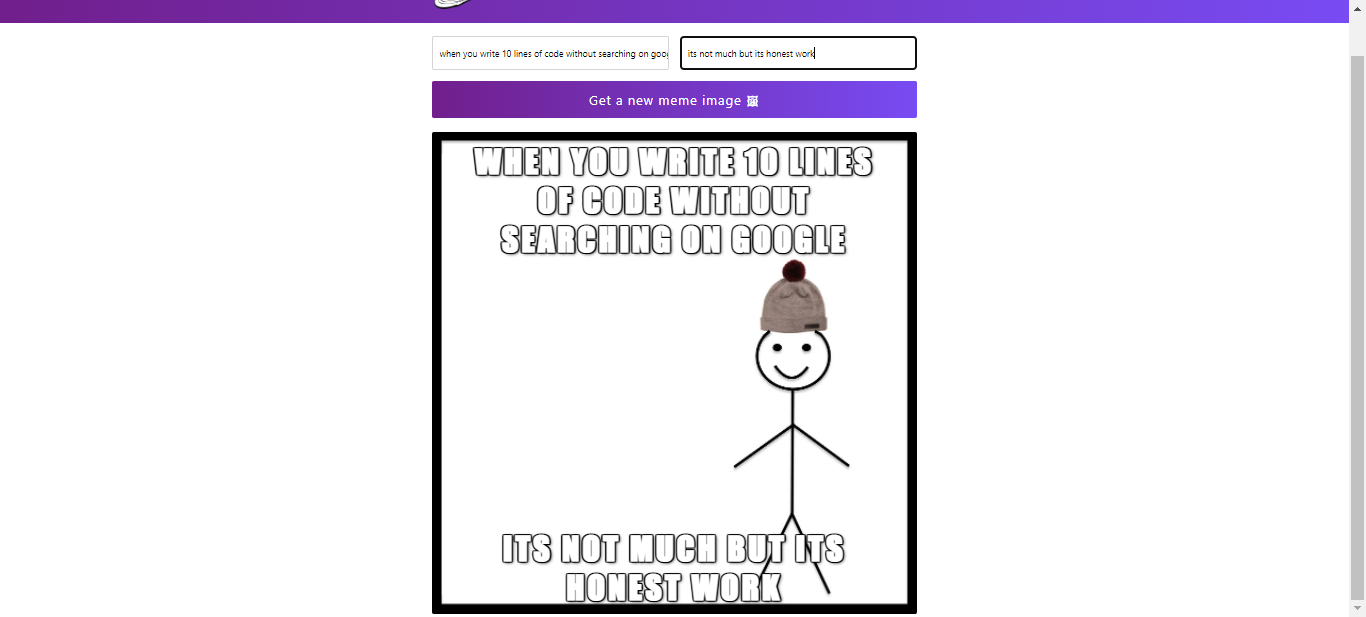 when you write 10 lines of code without searching on goog
its not much but its honest work
Get a new meme image 🖼
WHEN YOU WRITE 10 LINES
OF CODE WITHOUT
SEARCHING ON GOOGLE
ITS NOT MUCH BUT ITS
HONEST WORK